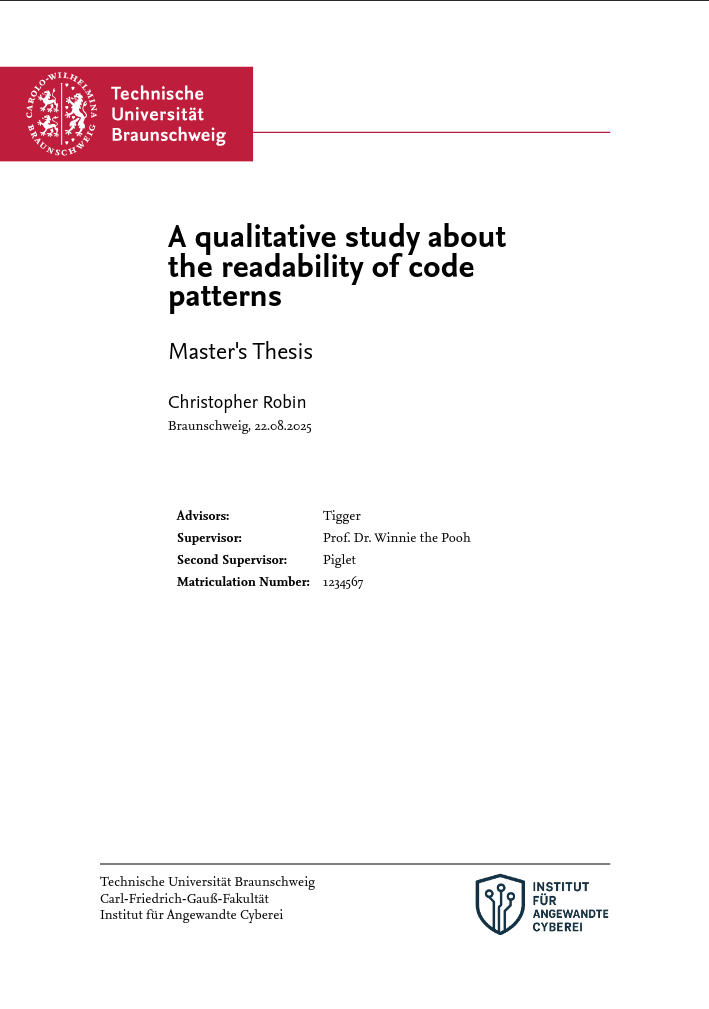 CAROLO-WILHELMINA
BRAUNSCHWEIG
Technische
Universität
Braunschweig
A qualitative study about
the readability of code
patterns
Master's Thesis
Christopher Robin
Braunschweig, 22.08.2025
Advisors: Tigger
Supervisor: Prof. Dr. Winnie the Pooh
Second Supervisor: Piglet
Matriculation Number: 1234567
Technische Universität Braunschweig
Carl-Friedrich-Gauß-Fakultät
Institut für Angewandte Cyberei
INSTITUT
FÜR
ANGEWANDTE
CYBEREI